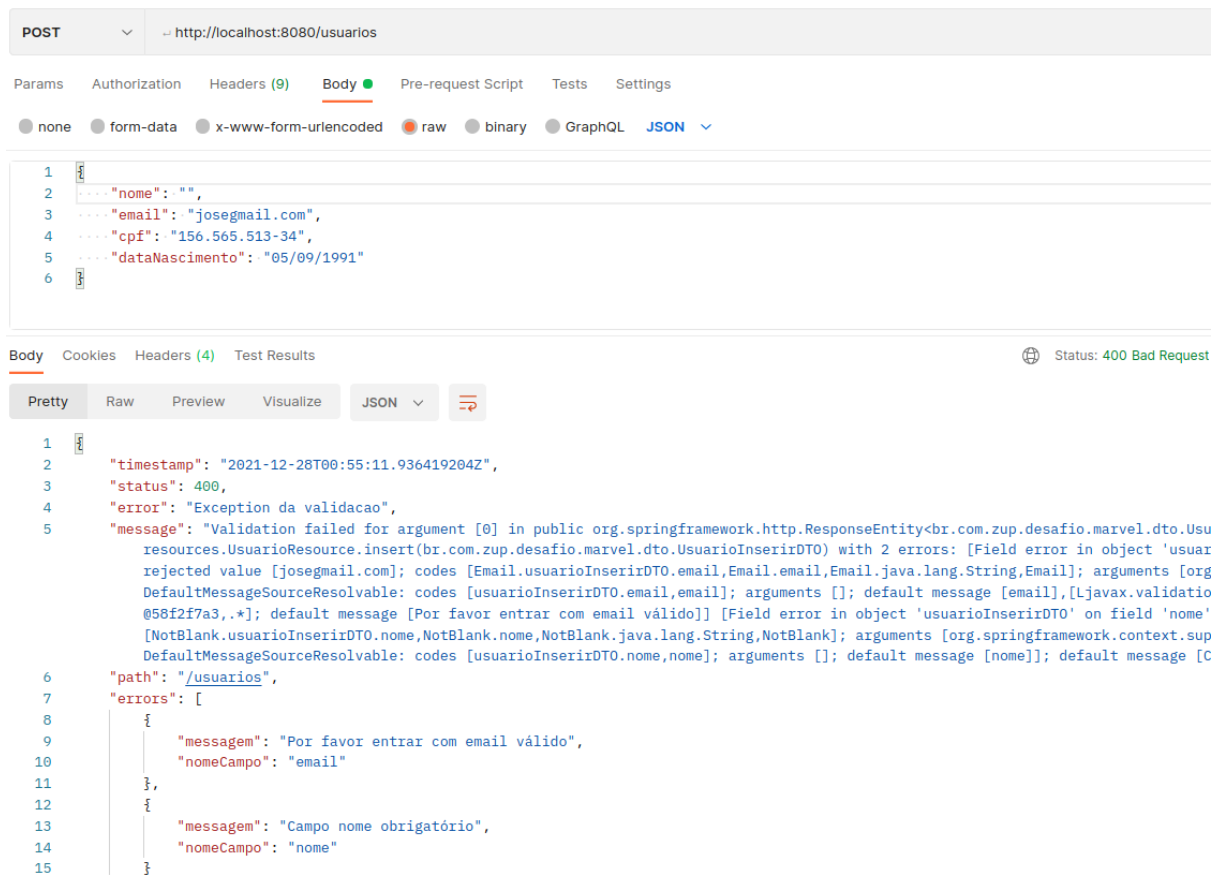 POST http://localhost:8080/usuarios
Params Authorization Headers (9) Body Pre-request Script Tests Settings
none form-data x-www-form-urlencoded raw binary GraphQL JSON
1 {
2 "nome": "",
3 "email": "josegmail.com",
4 "cpf": "156.565.513-34",
5 "dataNascimento": "05/09/1991"
6 }
Body Cookies Headers (4) Test Results Status: 400 Bad Request
Pretty Raw Preview Visualize JSON
1 {
2 "timestamp": "2021-12-28T00:55:11.936419204Z",
3 "status": 400,
4 "error": "Exception da validacao",
5 "message": "Validation failed for argument [0] in public org.springframework.http.ResponseEntity<br.com.zup.desafio.marvel.dto.Usu
resources.UsuarioResource.insert(br.com.zup.desafio.marvel.dto.UsuarioInserirDTO) with 2 errors: [Field error in object 'usuar
rejected value [josegmail.com]; codes [Email.usuarioInserirDTO.email,Email.email,Email.java.lang.String,Email]; arguments [org
DefaultMessageSourceResolvable: codes [usuarioInserirDTO.email,email]; arguments []; default message [email],[Ljavax.validatio
@58f2f7a3,.*]; default message [Por favor entrar com email válido]] [Field error in object 'usuarioInserirDTO' on field 'nome'
[NotBlank.usuarioInserirDTO.nome,NotBlank.nome,NotBlank.java.lang.String,NotBlank]; arguments [org.springframework.context.sup
DefaultMessageSourceResolvable: codes [usuarioInserirDTO.nome,nome]; arguments []; default message [nome]]; default message [C
6 "path": "/usuarios",
7 "errors": [
8 {
9 "messagem": "Por favor entrar com email válido",
10 "nomeCampo": "email"
11 },
12 {
13 "messagem": "Campo nome obrigatório",
14 "nomeCampo": "nome"
15 }